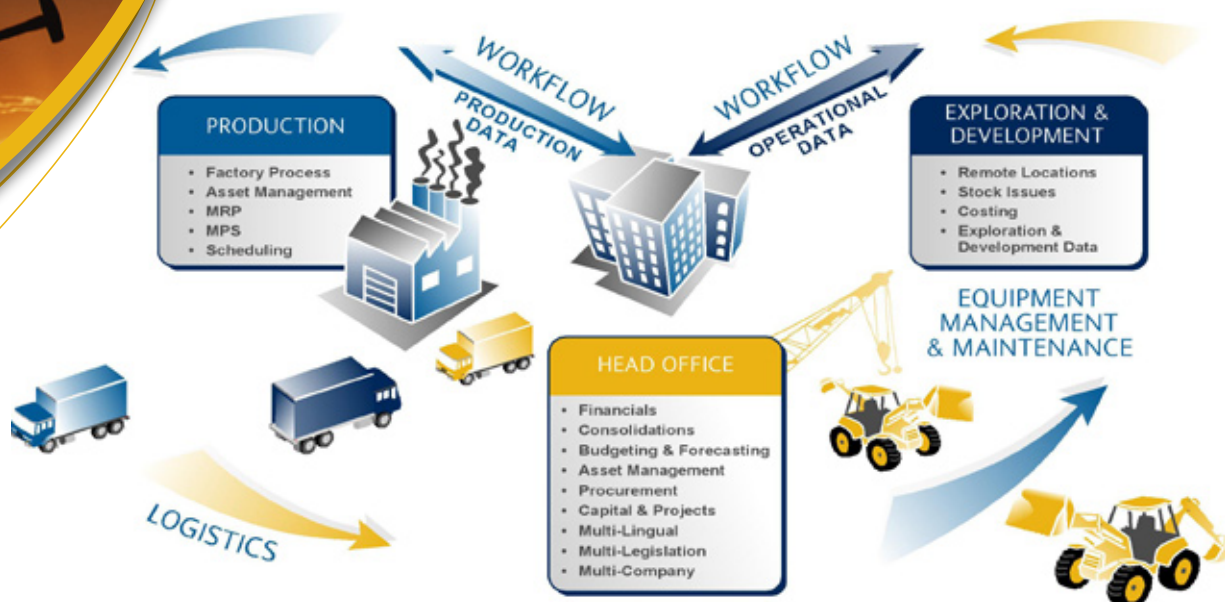 WORKFLOW
PRODUCTION
DATA
WORKFLOW
OPERATIONAL
DATA
PRODUCTION
• Factory Process
• Asset Management
• MRP
• MPS
• Scheduling
EXPLORATION &
DEVELOPMENT
• Remote Locations
• Stock Issues
• Costing
• Exploration &
Development Data
EQUIPMENT
MANAGEMENT
& MAINTENANCE
HEAD OFFICE
• Financials
• Consolidations
• Budgeting & Forecasting
• Asset Management
• Procurement
• Capital & Projects
• Multi-Lingual
• Multi-Legislation
• Multi-Company
LOGISTICS